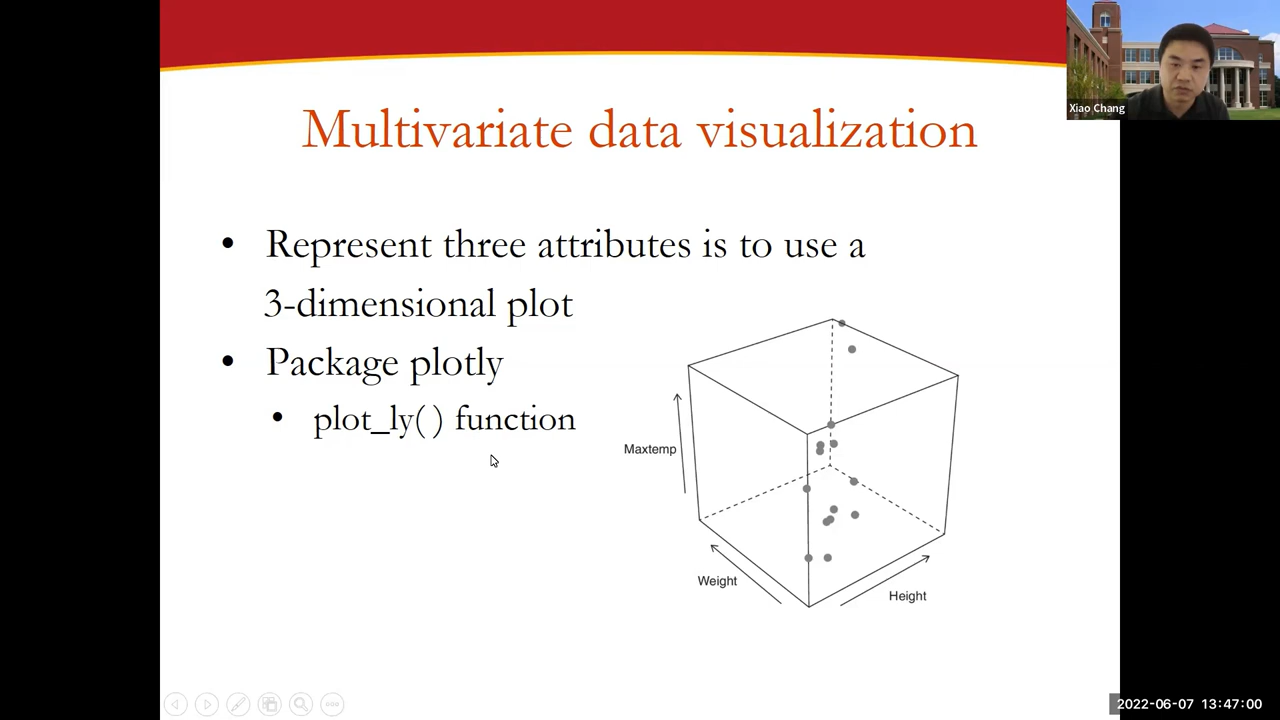 Xiao Chang
Multivariate data visualization
• Represent three attributes is to use a
3-dimensional plot
• Package plotly
• plot_ly( ) function
Maxtemp
Weight
Height
2022-06-07 13:47:00